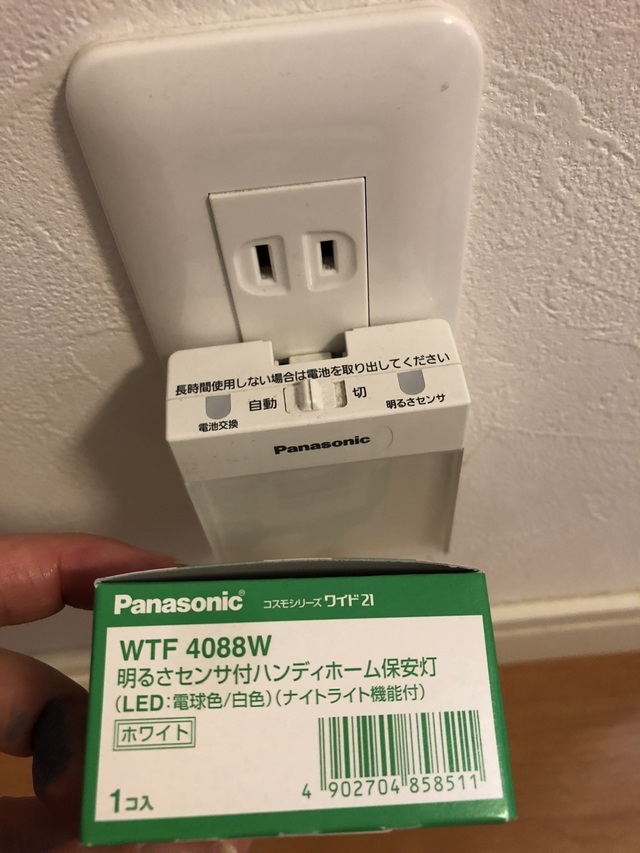 長時間使用しない場合は電池を取り出してください
電池交換
自動
切
明るさセンサ
Panasonic
Panasonic®
コスモシリーズ ワイド21
WTF 4088W
明るさセンサ付ハンディホーム保安灯
(LED:電球色/白色)(ナイトライト機能付)
ホワイト
1コ入
4 902704 858511